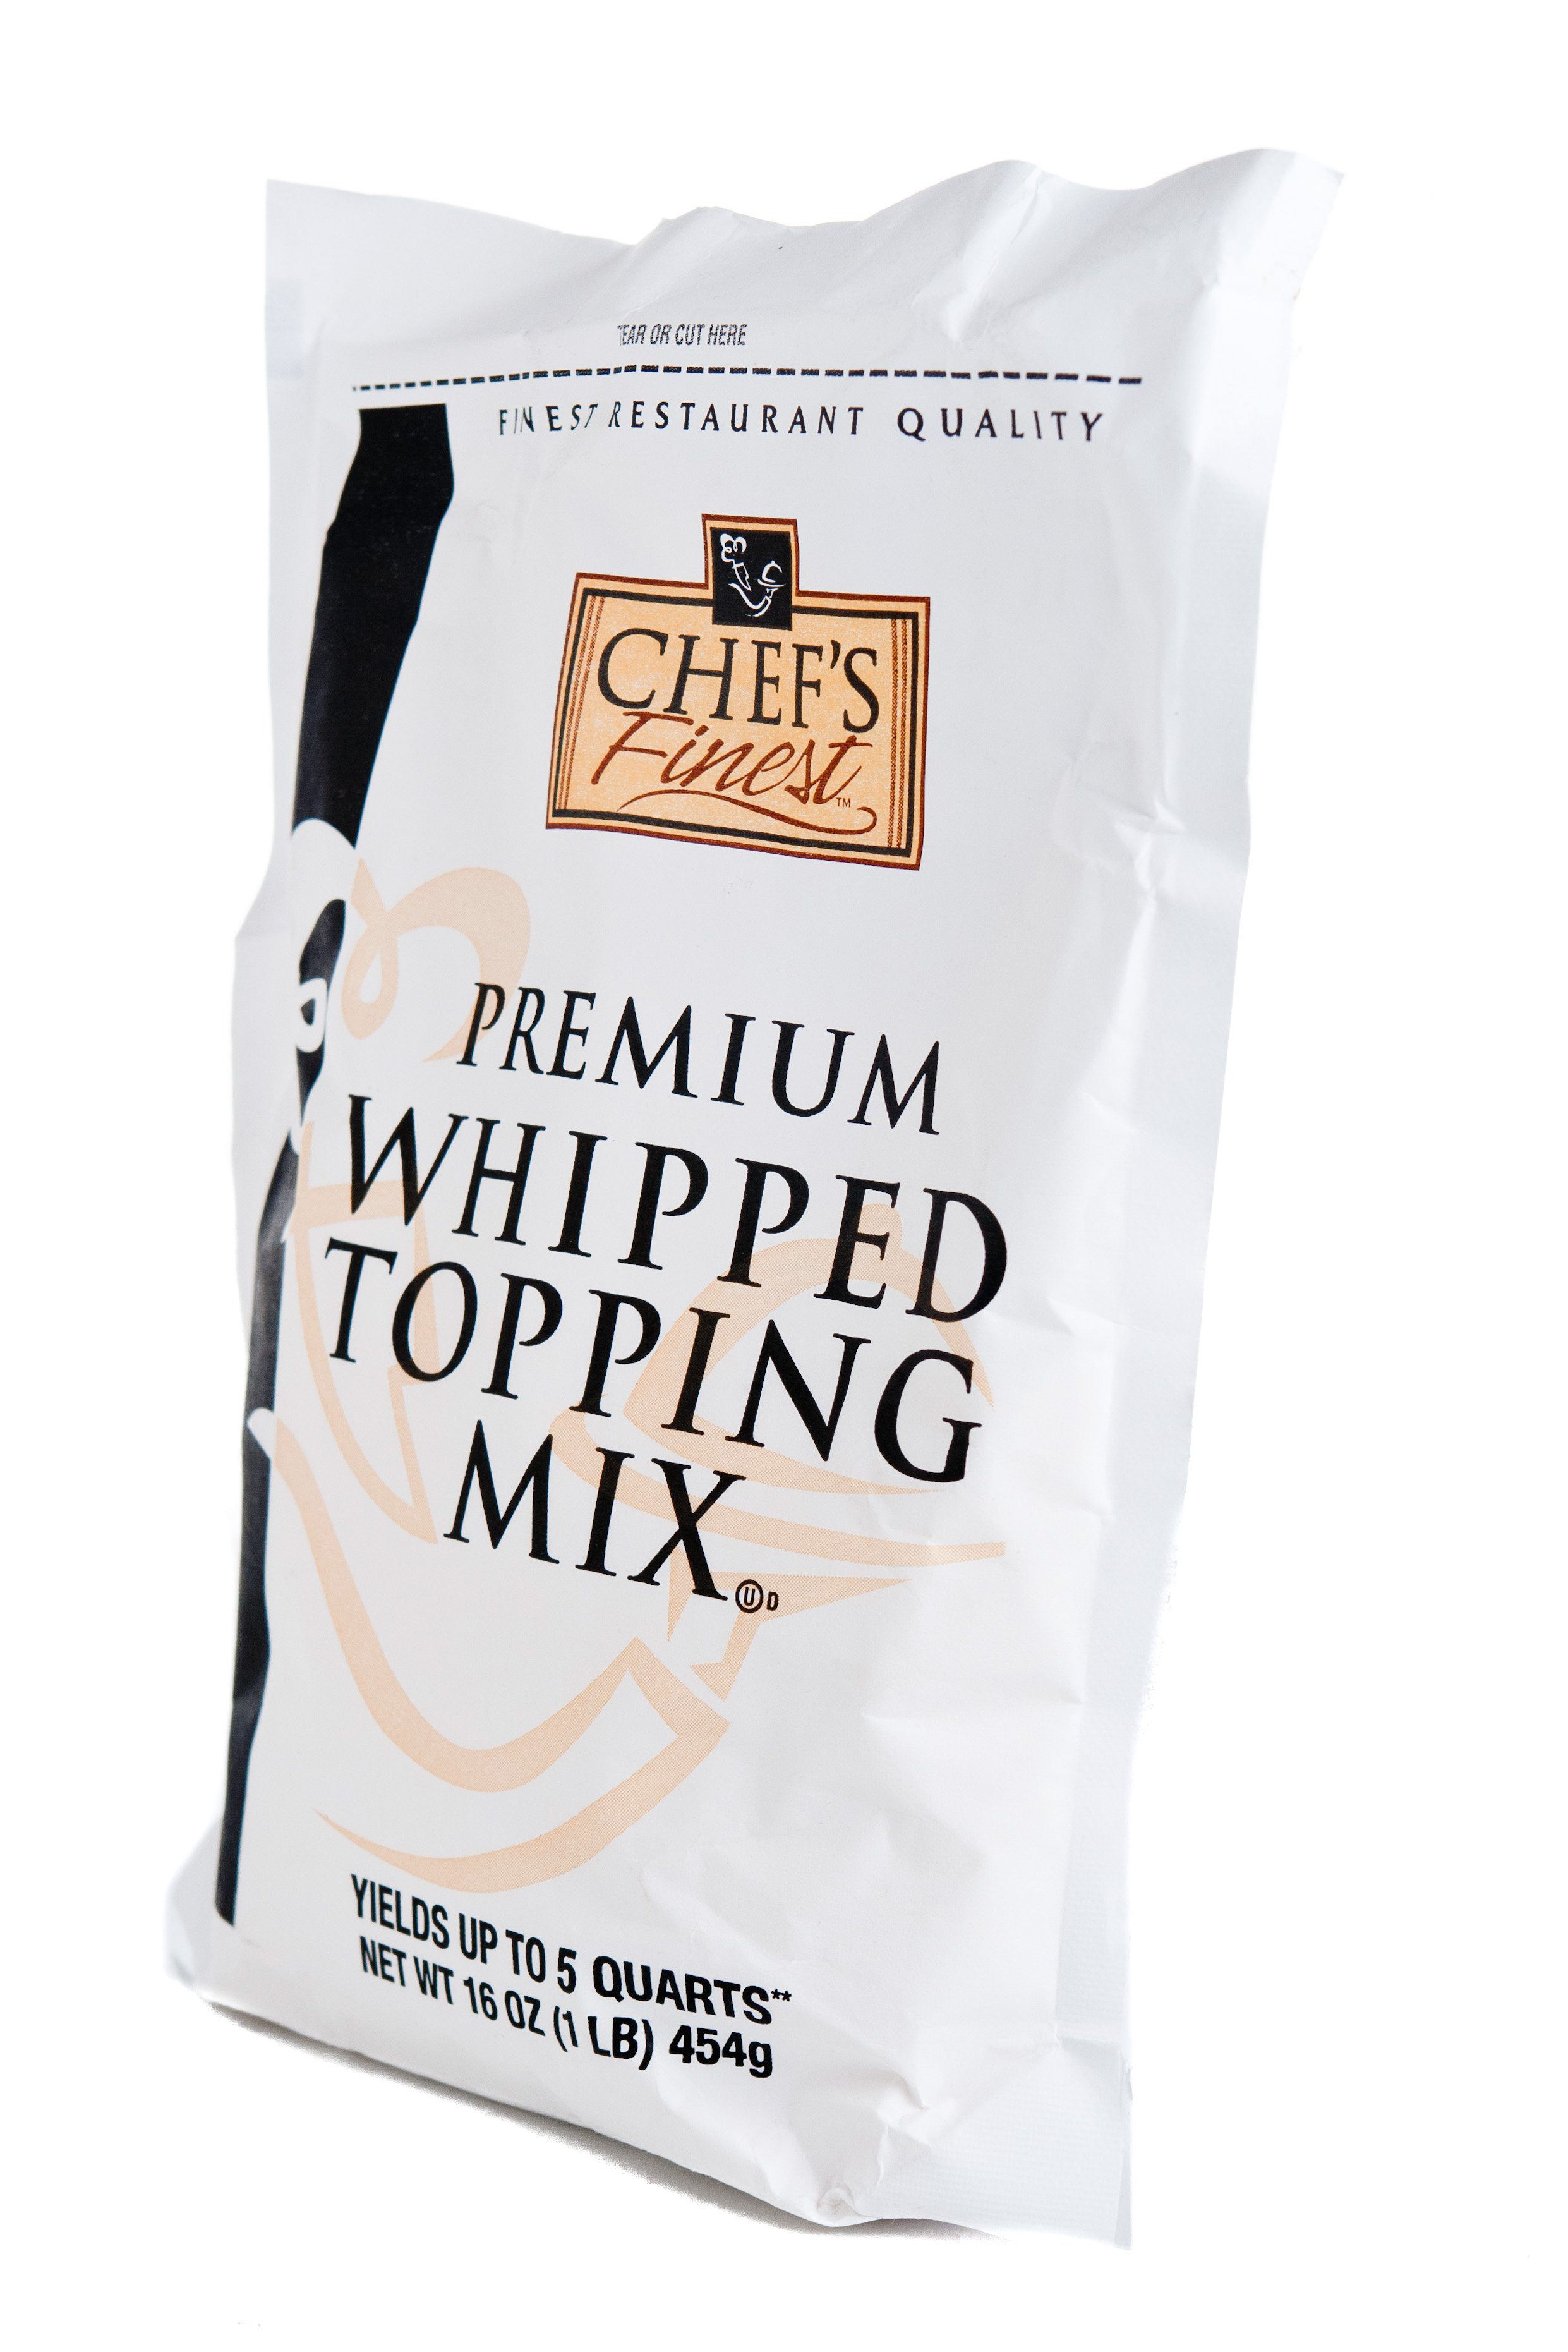 TEAR OR CUT HERE
FINEST RESTAURANT QUALITY
CHEF'S
Finest™
PREMIUM
WHIPPED
TOPPING
MIX Ⓤ D
YIELDS UP TO 5 QUARTS**
NET WT 16 OZ (1 LB) 454g